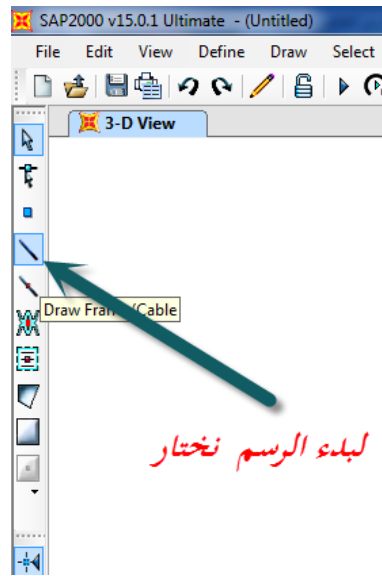 SAP2000 v15.0.1 Ultimate - (Untitled)
File Edit View Define Draw Select
3-D View
Draw Frame/Cable
لبدء الرسم نختار